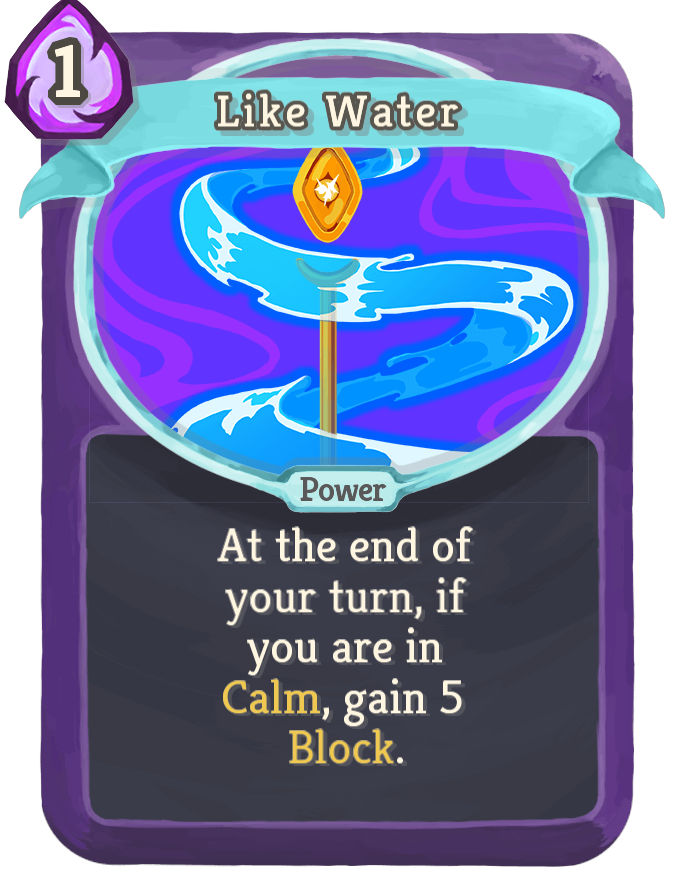 1
Like Water
Power
At the end of
your turn, if
you are in
Calm, gain 5
Block.